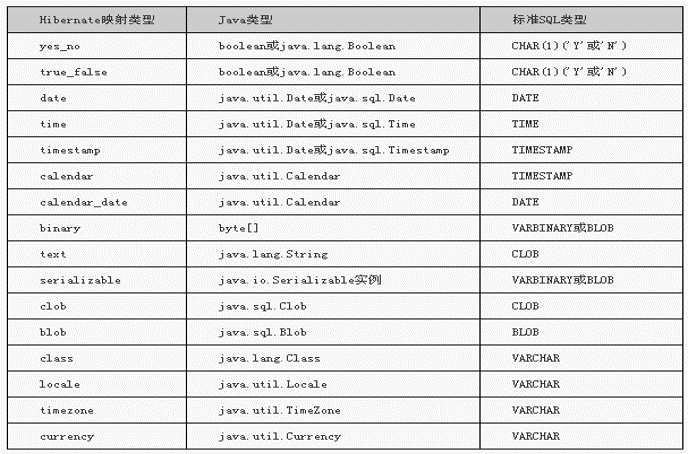 Hibernate映射类型 Java类型 标准SQL类型
yes_no boolean或java.lang.Boolean CHAR(1)('Y'或'N')
true_false boolean或java.lang.Boolean CHAR(1)('Y'或'N')
date java.util.Date或java.sql.Date DATE
time java.util.Date或java.sql.Time TIME
timestamp java.util.Date或java.sql.Timestamp TIMESTAMP
calendar java.util.Calendar TIMESTAMP
calendar_date java.util.Calendar DATE
binary byte[] VARBINARY或BLOB
text java.lang.String CLOB
serializable java.io.Serializable实例 VARBINARY或BLOB
clob java.sql.Clob CLOB
blob java.sql.Blob BLOB
class java.lang.Class VARCHAR
locale java.util.Locale VARCHAR
timezone java.util.TimeZone VARCHAR
currency java.util.Currency VARCHAR